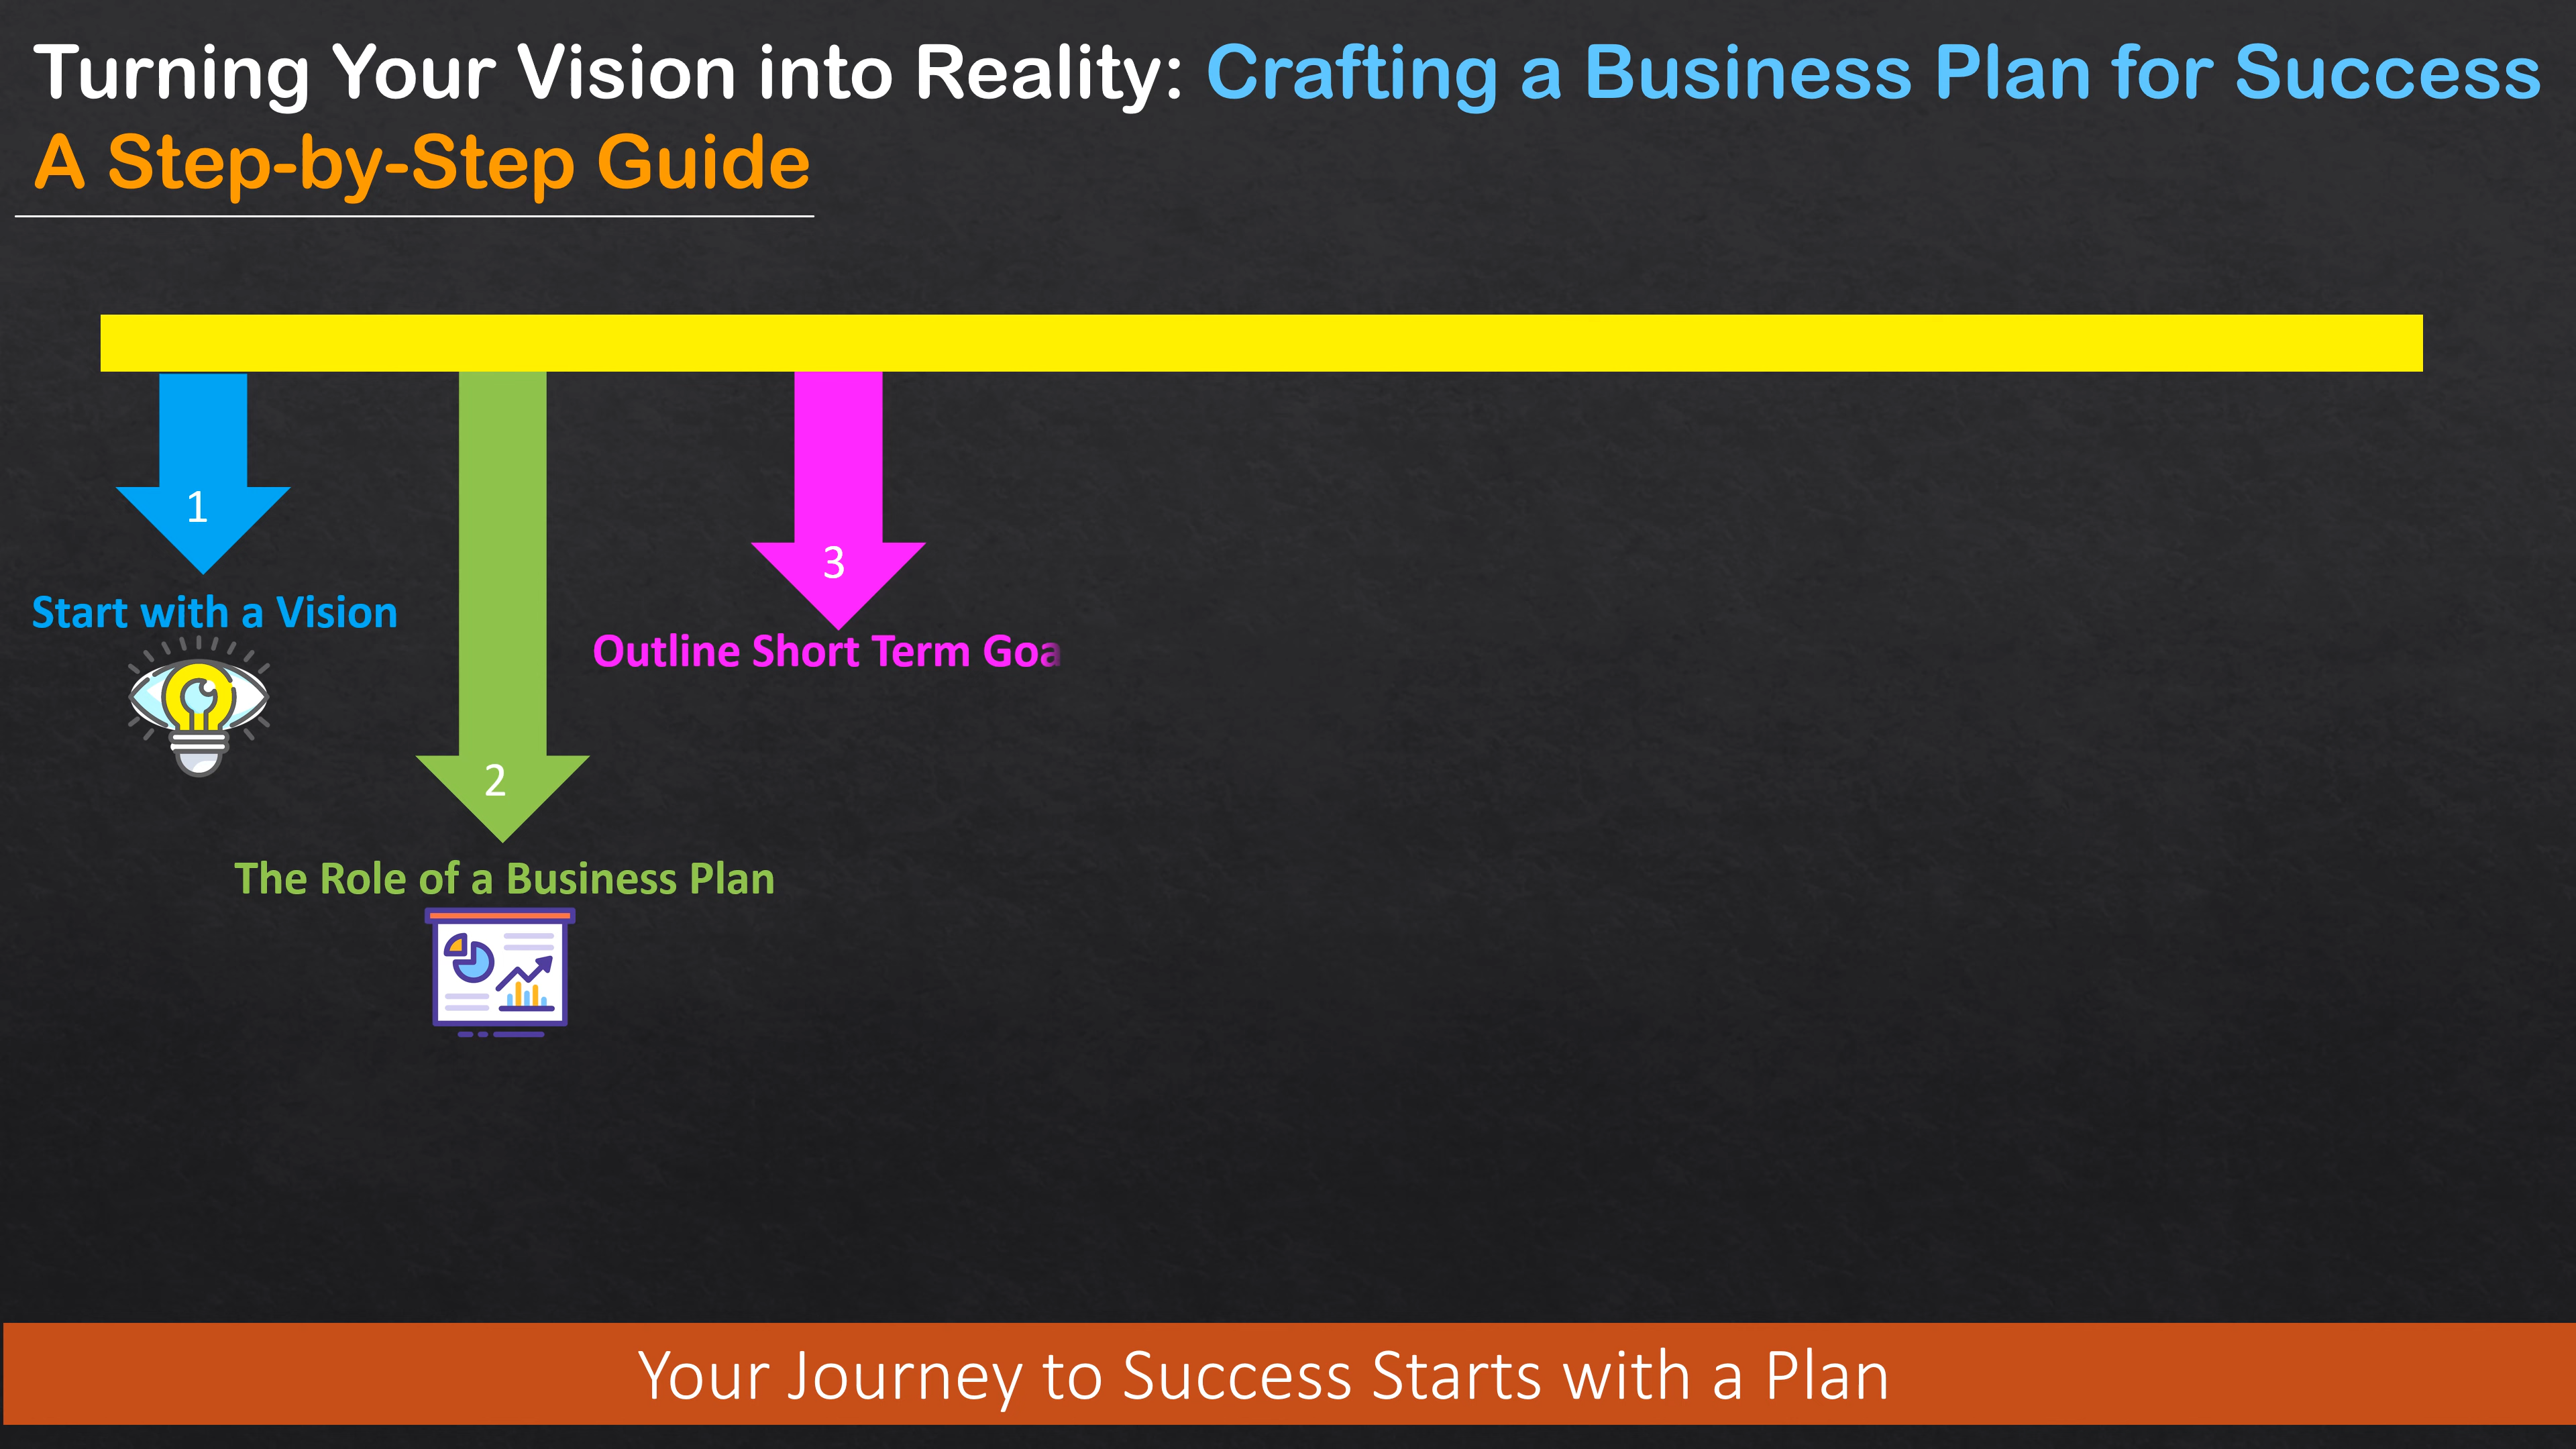 Turning Your Vision into Reality: Crafting a Business Plan for Success
A Step-by-Step Guide
1
Start with a Vision
2
The Role of a Business Plan
3
Outline Short Term Goa
Your Journey to Success Starts with a Plan